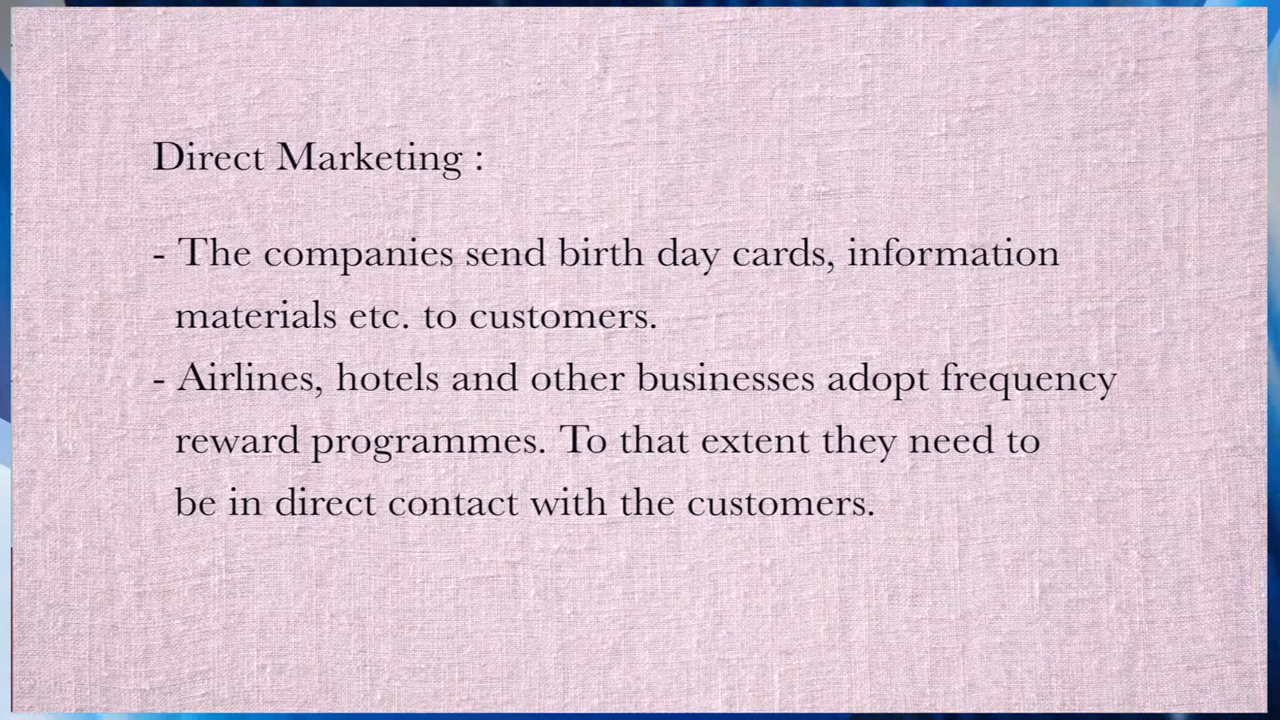 Direct Marketing :
- The companies send birth day cards, information
materials etc. to customers.
- Airlines, hotels and other businesses adopt frequency
reward programmes. To that extent they need to
be in direct contact with the customers.